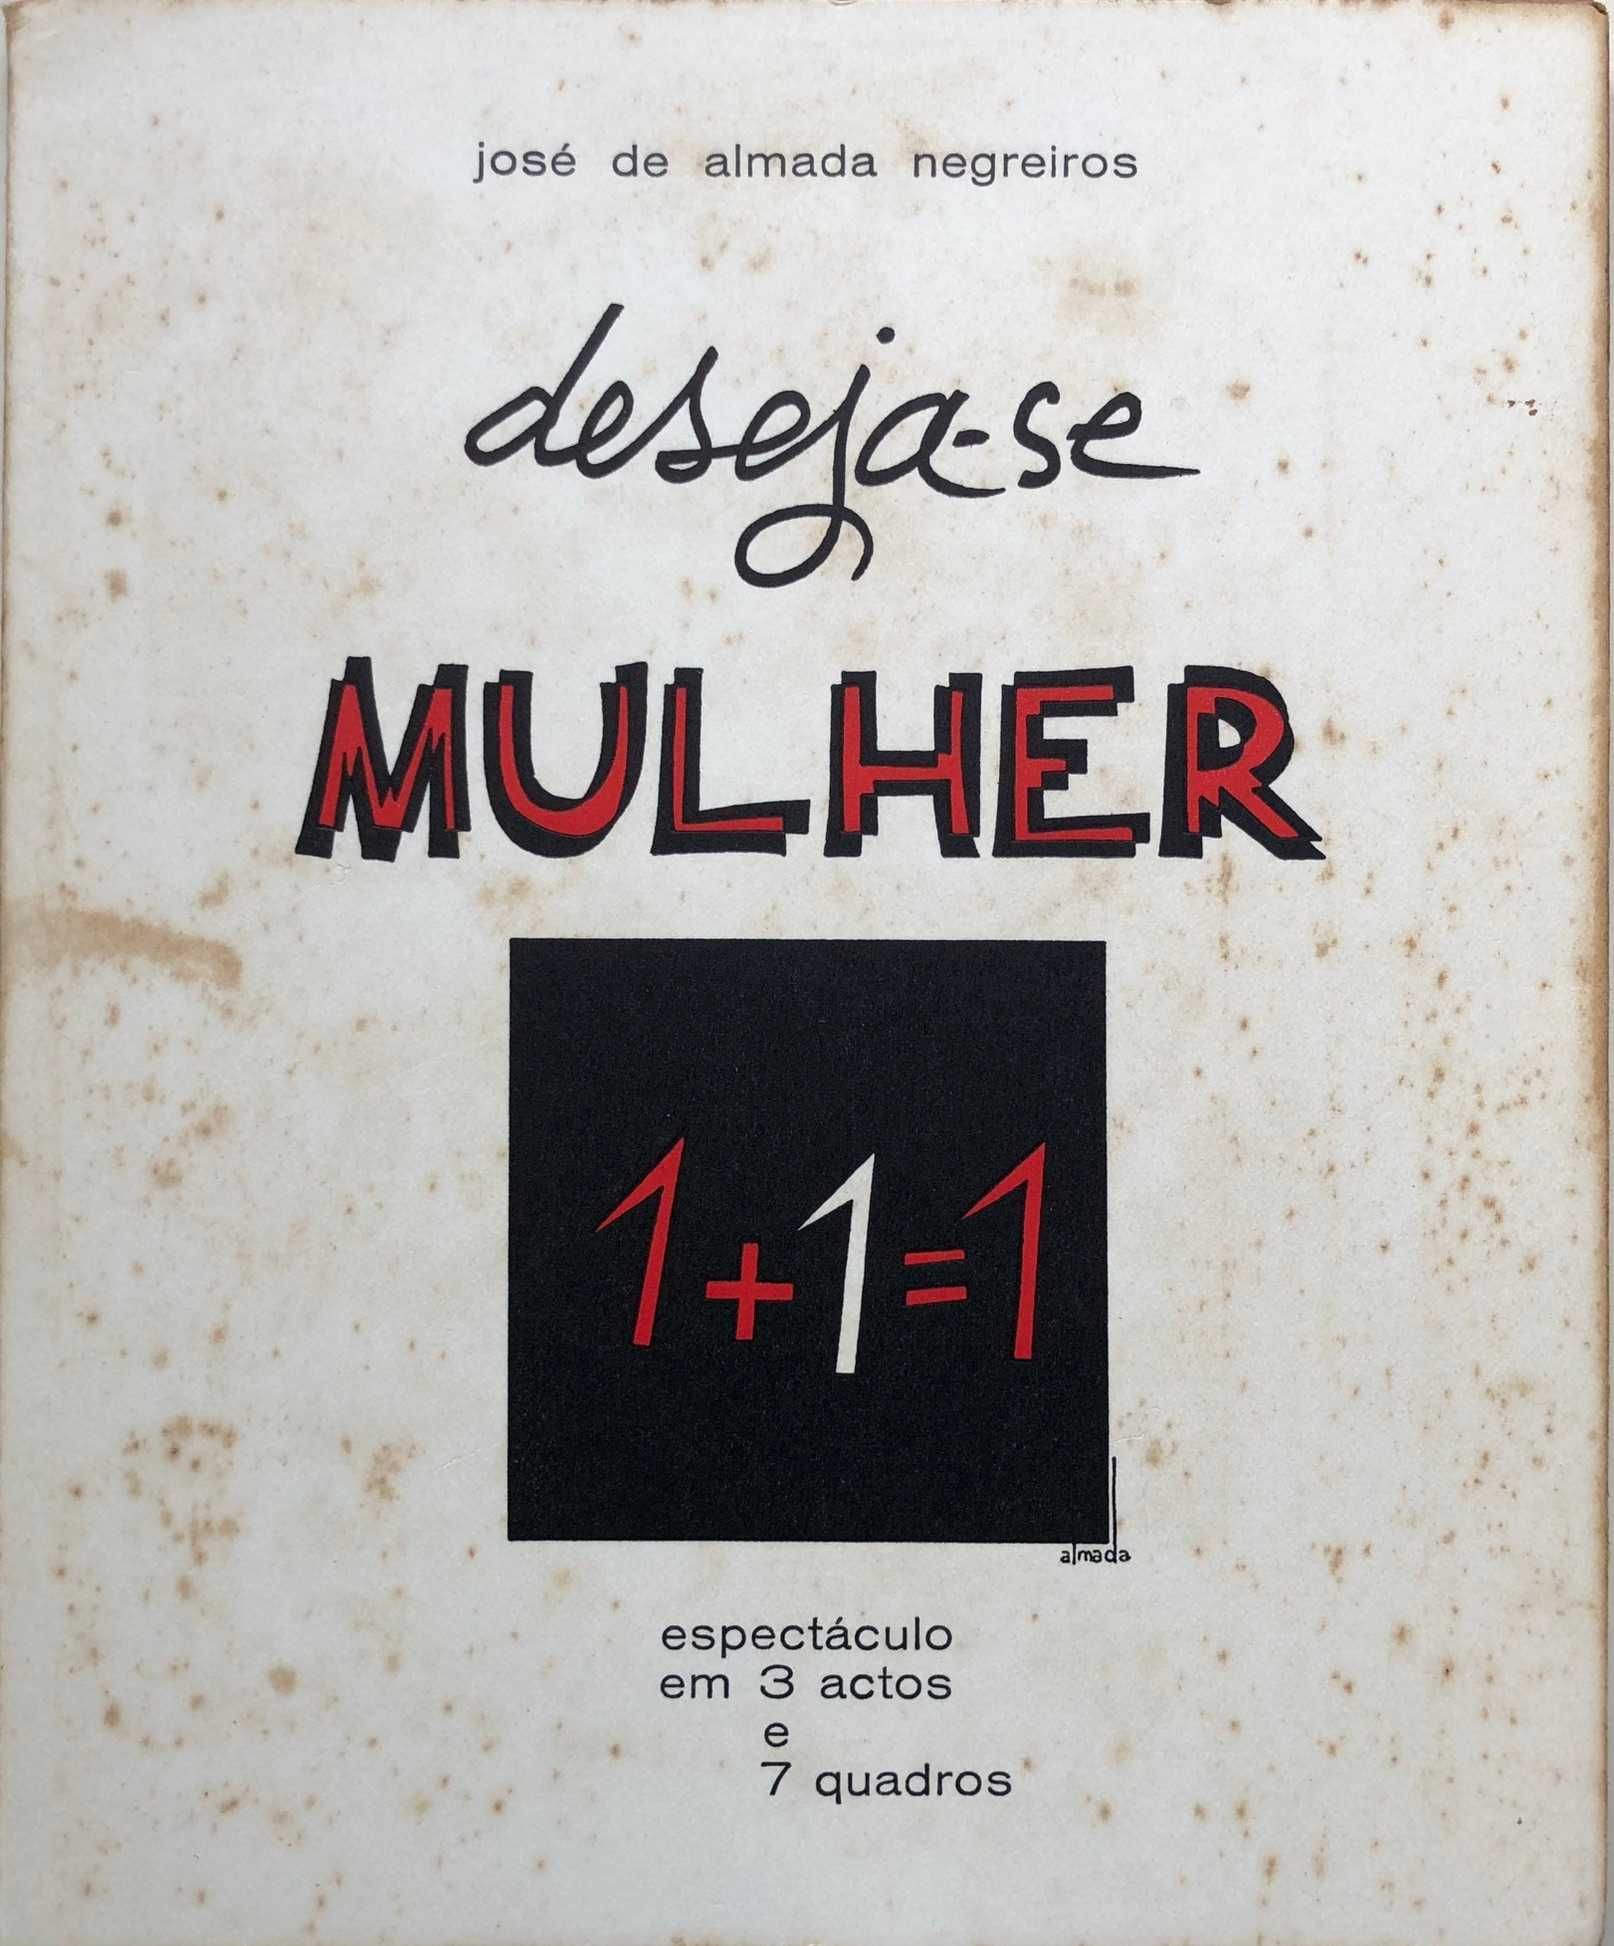 josé de almada negreiros
deseja-se
MULHER
1+1=1
almada
espectáculo
em 3 actos
e
7 quadros